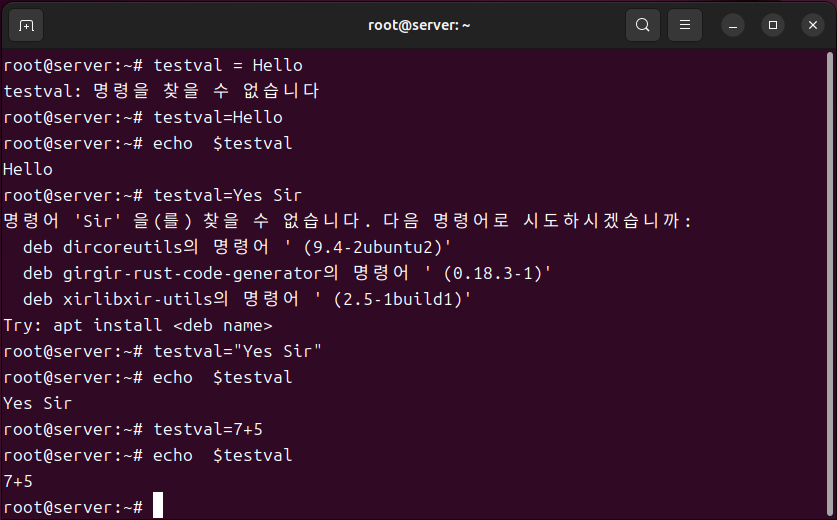 root@server: ~
root@server:~# testval = Hello
testval: 명령을 찾을 수 없습니다
root@server:~# testval=Hello
root@server:~# echo  $testval
Hello
root@server:~# testval=Yes Sir
명령어 'Sir' 을(를) 찾을 수 없습니다. 다음 명령어로 시도하시겠습니까:
  deb dircoreutils의 명령어 ' (9.4-2ubuntu2)'
  deb girgir-rust-code-generator의 명령어 ' (0.18.3-1)'
  deb xirlibxir-utils의 명령어 ' (2.5-1build1)'
Try: apt install <deb name>
root@server:~# testval="Yes Sir"
root@server:~# echo  $testval
Yes Sir
root@server:~# testval=7+5
root@server:~# echo  $testval
7+5
root@server:~#